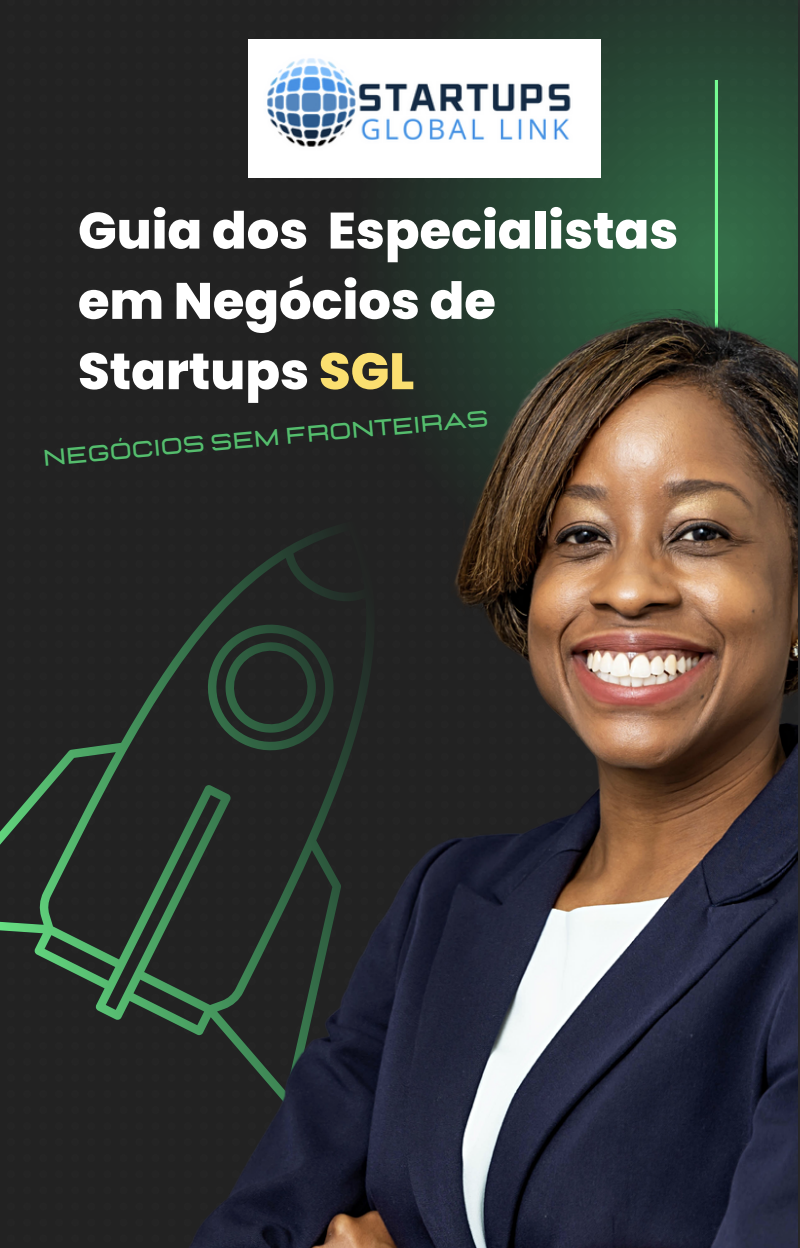 STARTUPS
GLOBAL LINK
Guia dos Especialistas
em Negócios de
Startups SGL
NEGÓCIOS SEM FRONTEIRAS